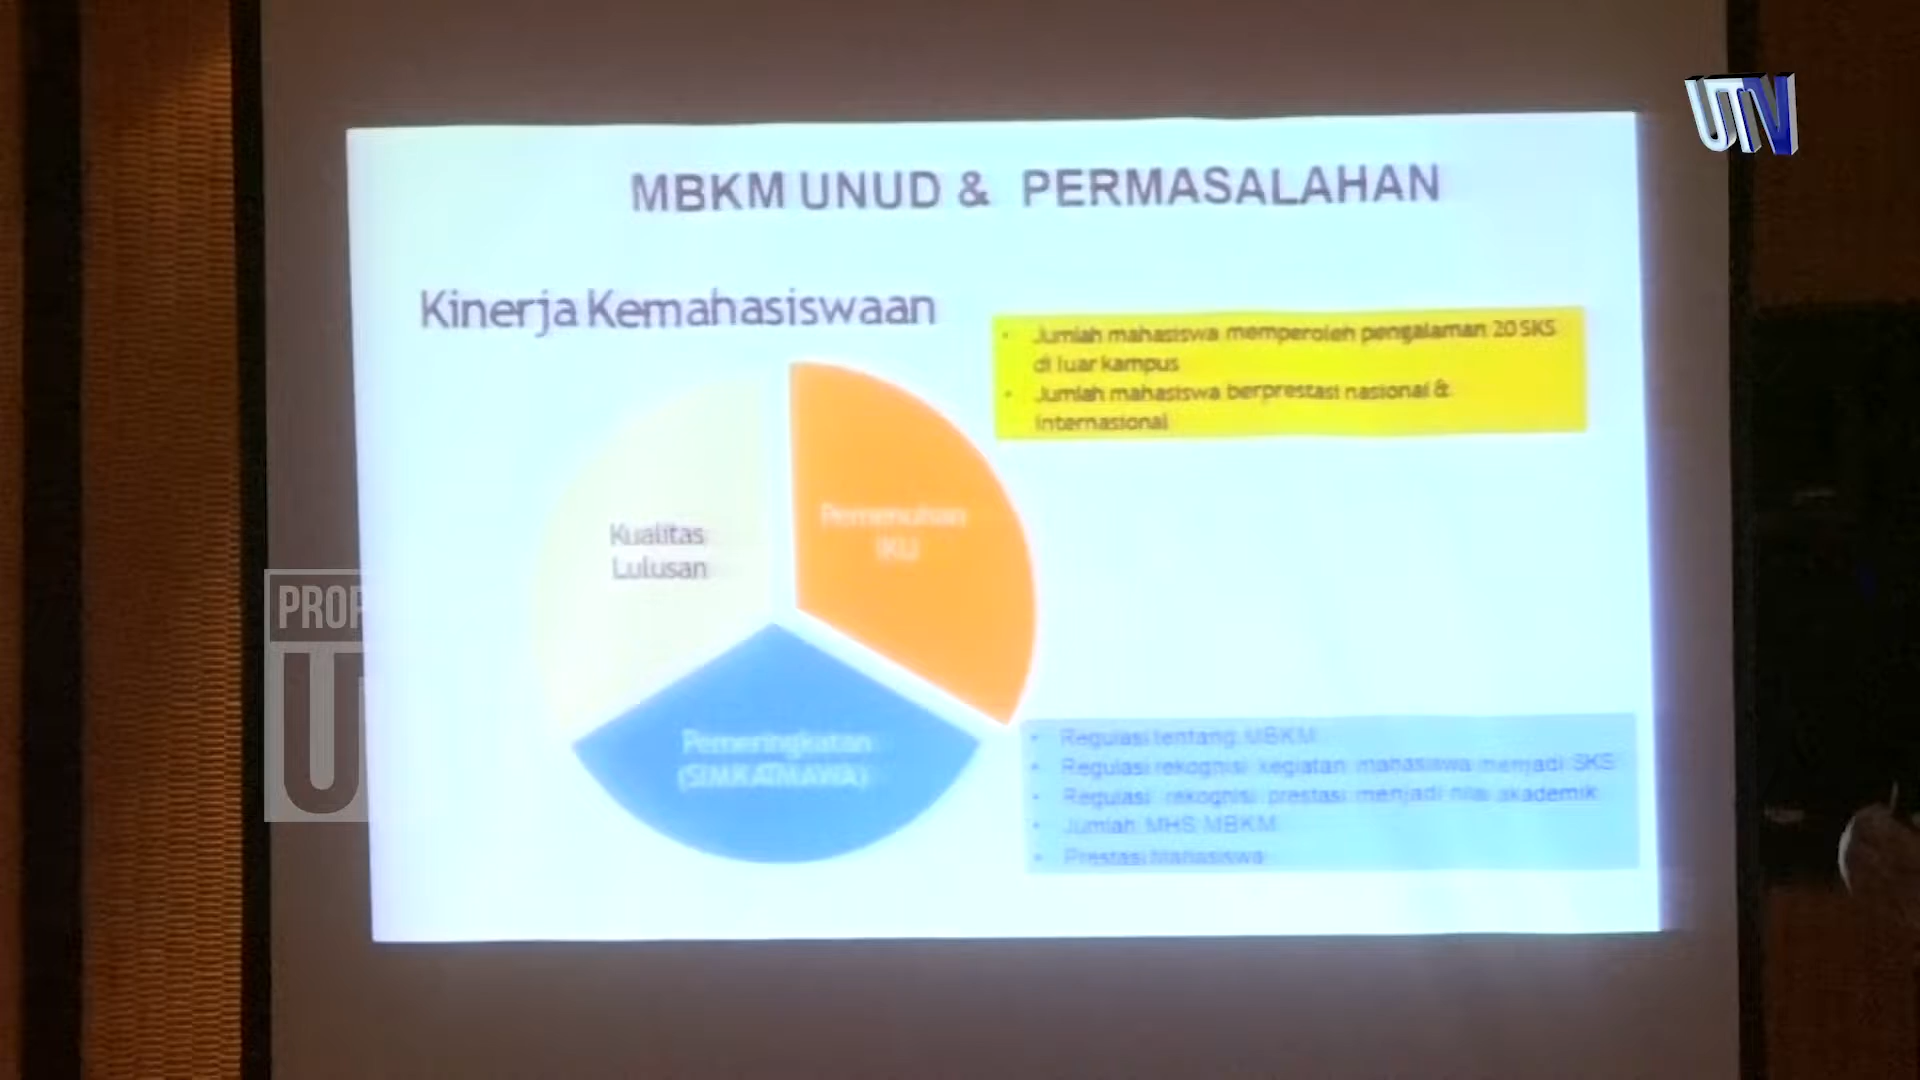 UTV
MBKM UNUD & PERMASALAHAN
Kinerja Kemahasiswaan
• Jumlah mahasiswa memperoleh pengalaman 20 SKS
di luar kampus
• Jumlah mahasiswa berprestasi nasional &
internasional
Pemenuhan
IKU
Kualitas
Lulusan
PROP
U
Pemeringkatan
(SIMKATMAWA)
• Regulasi tentang MBKM
• Regulasi rekognisi kegiatan mahasiswa menjadi SKS
• Regulasi rekognisi prestasi menjadi nilai akademik
• Jumlah MHS MBKM
• Prestasi Mahasiswa